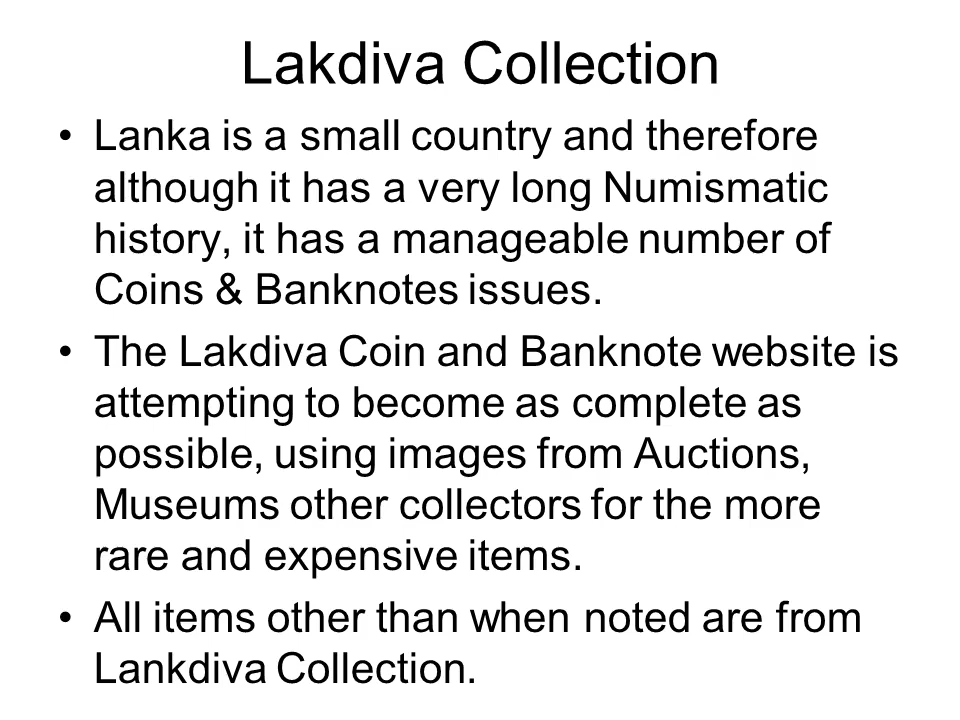 Lakdiva Collection
• Lanka is a small country and therefore
although it has a very long Numismatic
history, it has a manageable number of
Coins & Banknotes issues.
• The Lakdiva Coin and Banknote website is
attempting to become as complete as
possible, using images from Auctions,
Museums other collectors for the more
rare and expensive items.
• All items other than when noted are from
Lankdiva Collection.